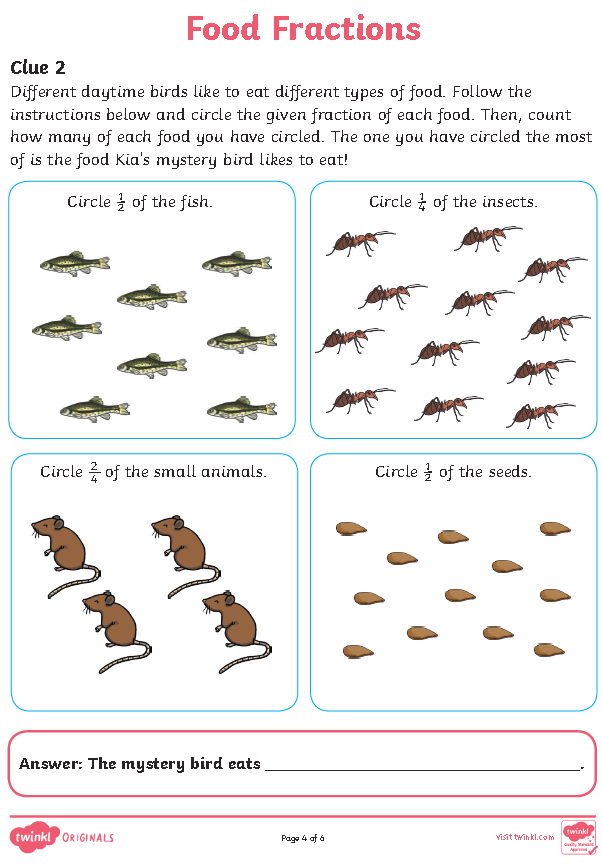 Food Fractions
Clue 2
Different daytime birds like to eat different types of food. Follow the
instructions below and circle the given fraction of each food. Then, count
how many of each food you have circled. The one you have circled the most
of is the food Kia's mystery bird likes to eat!
Circle 1/2 of the fish.
Circle 1/4 of the insects.
Circle 2/4 of the small animals.
Circle 1/2 of the seeds.
Answer: The mystery bird eats ______________________________.
twinkl ORIGINALS
Page 4 of 6
visit twinkl.com
twinkl
Quality Standard
Approved